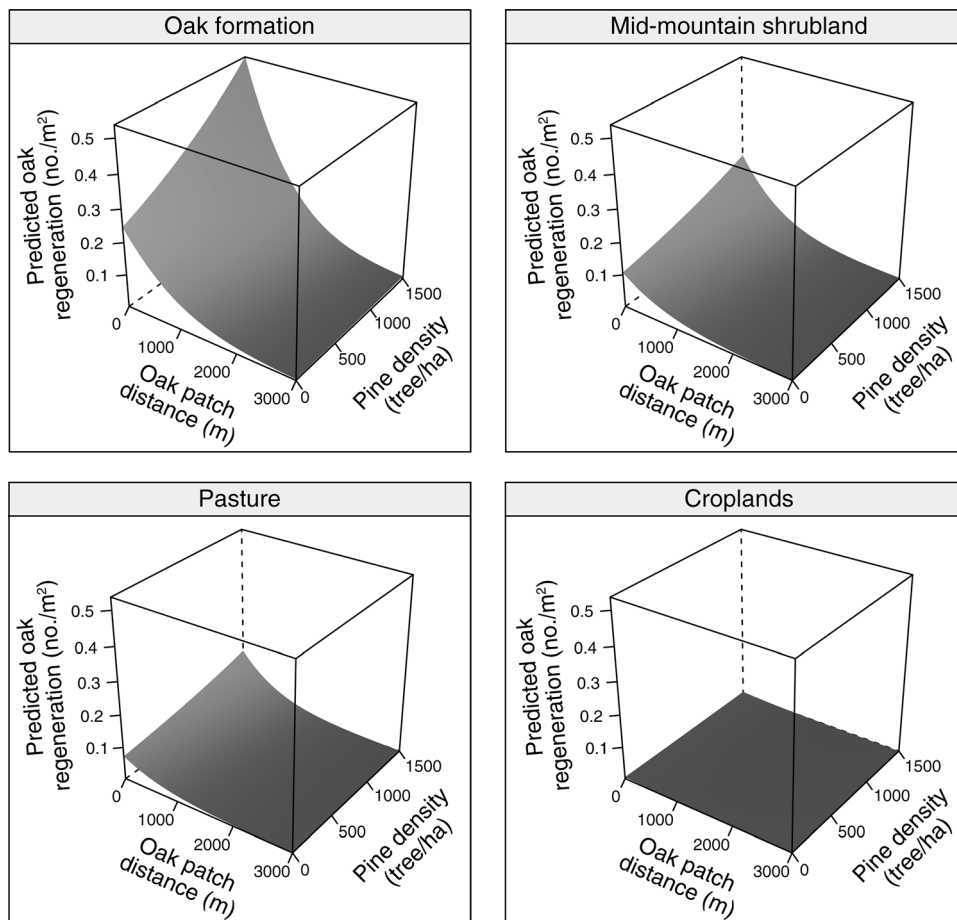 Oak formation
Predicted oak
regeneration (no./m²)
0.5
0.4
0.3
0.2
0.1
0
1000
2000
3000
Oak patch
distance (m)
0
500
1000
1500
Pine density
(tree/ha)
Mid-mountain shrubland
Predicted oak
regeneration (no./m²)
0.5
0.4
0.3
0.2
0.1
0
1000
2000
3000
Oak patch
distance (m)
0
500
1000
1500
Pine density
(tree/ha)
Pasture
Predicted oak
regeneration (no./m²)
0.5
0.4
0.3
0.2
0.1
0
1000
2000
3000
Oak patch
distance (m)
0
500
1000
1500
Pine density
(tree/ha)
Croplands
Predicted oak
regeneration (no./m²)
0.5
0.4
0.3
0.2
0.1
0
1000
2000
3000
Oak patch
distance (m)
0
500
1000
1500
Pine density
(tree/ha)